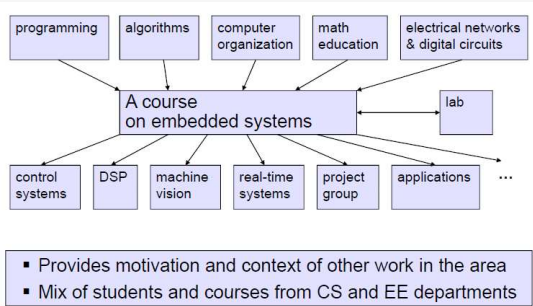 programming
algorithms
computer
organization
math
education
electrical networks
& digital circuits
A course
on embedded systems
lab
control
systems
DSP
machine
vision
real-time
systems
project
group
applications
...
▪ Provides motivation and context of other work in the area
▪ Mix of students and courses from CS and EE departments